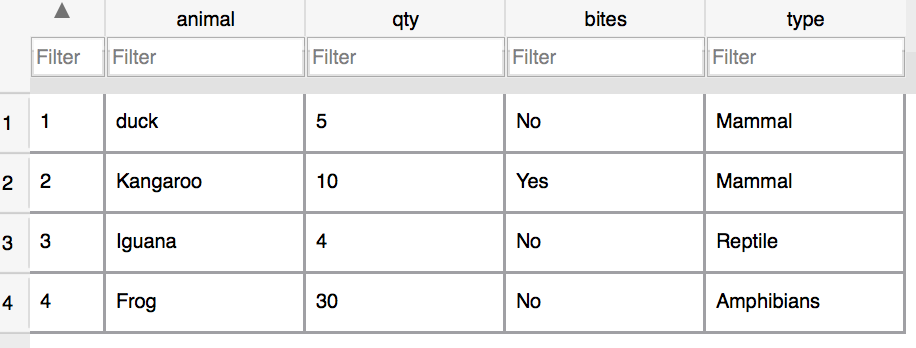 animal qty bites type
Filter Filter Filter Filter Filter
1 1 duck 5 No Mammal
2 2 Kangaroo 10 Yes Mammal
3 3 Iguana 4 No Reptile
4 4 Frog 30 No Amphibians